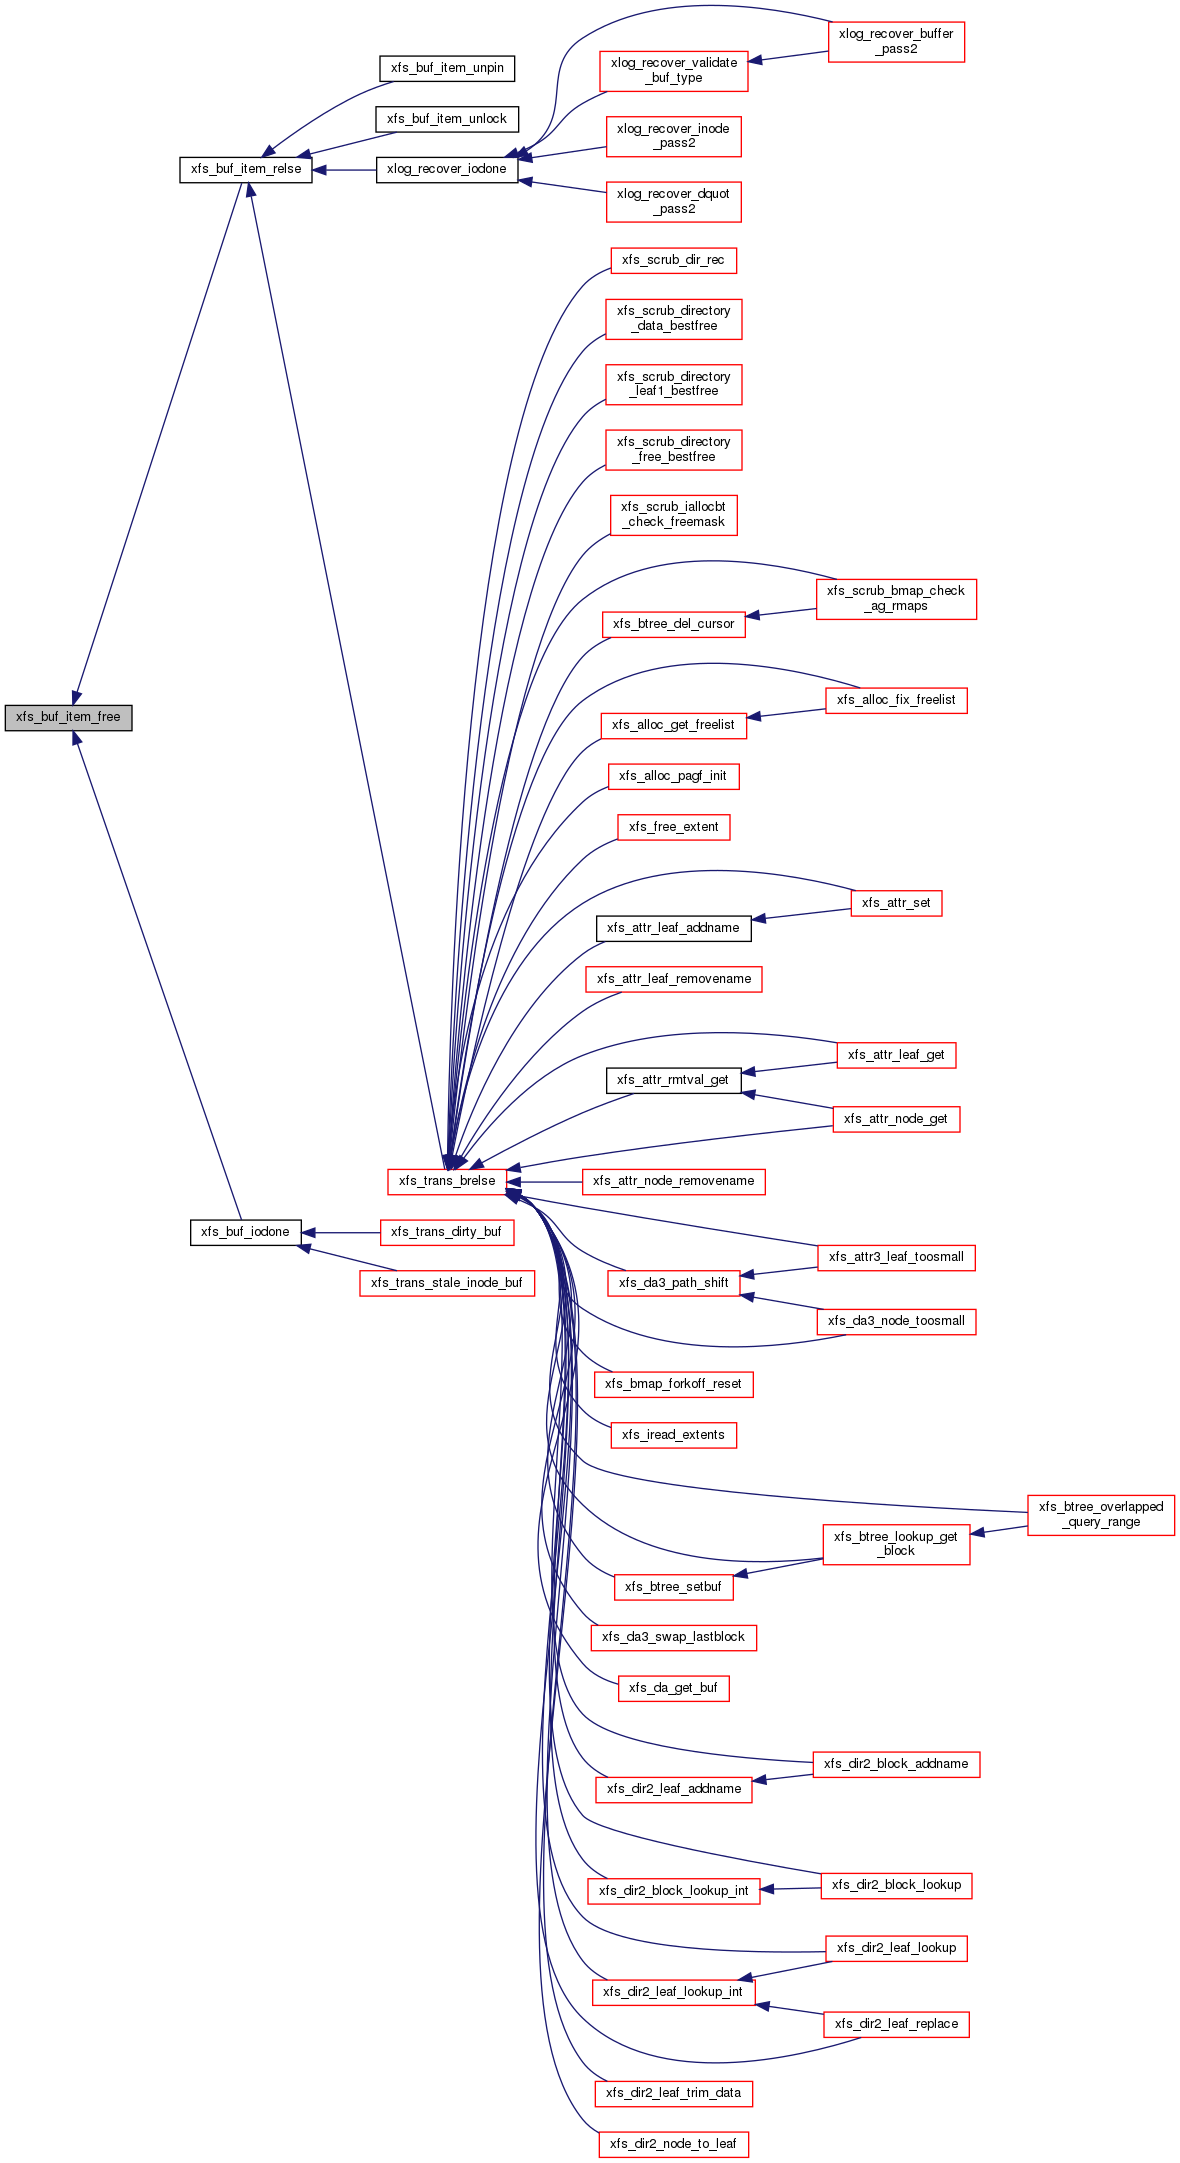 xlog_recover_buffer
_pass2
xlog_recover_validate
_buf_type
xfs_buf_item_unpin
xfs_buf_item_unlock
xlog_recover_inode
_pass2
xfs_buf_item_relse
xlog_recover_iodone
xlog_recover_dquot
_pass2
xfs_scrub_dir_rec
xfs_scrub_directory
_data_bestfree
xfs_scrub_directory
_leaf1_bestfree
xfs_scrub_directory
_free_bestfree
xfs_scrub_iallocbt
_check_freemask
xfs_scrub_bmap_check
_ag_rmaps
xfs_btree_del_cursor
xfs_alloc_fix_freelist
xfs_buf_item_free
xfs_alloc_get_freelist
xfs_alloc_pagf_init
xfs_free_extent
xfs_attr_set
xfs_attr_leaf_addname
xfs_attr_leaf_removename
xfs_attr_leaf_get
xfs_attr_rmtval_get
xfs_attr_node_get
xfs_trans_brelse
xfs_attr_node_removename
xfs_buf_iodone
xfs_trans_dirty_buf
xfs_attr3_leaf_toosmall
xfs_trans_stale_inode_buf
xfs_da3_path_shift
xfs_da3_node_toosmall
xfs_bmap_forkoff_reset
xfs_iread_extents
xfs_btree_overlapped
_query_range
xfs_btree_lookup_get
_block
xfs_btree_setbuf
xfs_da3_swap_lastblock
xfs_da_get_buf
xfs_dir2_block_addname
xfs_dir2_leaf_addname
xfs_dir2_block_lookup
xfs_dir2_block_lookup_int
xfs_dir2_leaf_lookup
xfs_dir2_leaf_lookup_int
xfs_dir2_leaf_replace
xfs_dir2_leaf_trim_data
xfs_dir2_node_to_leaf